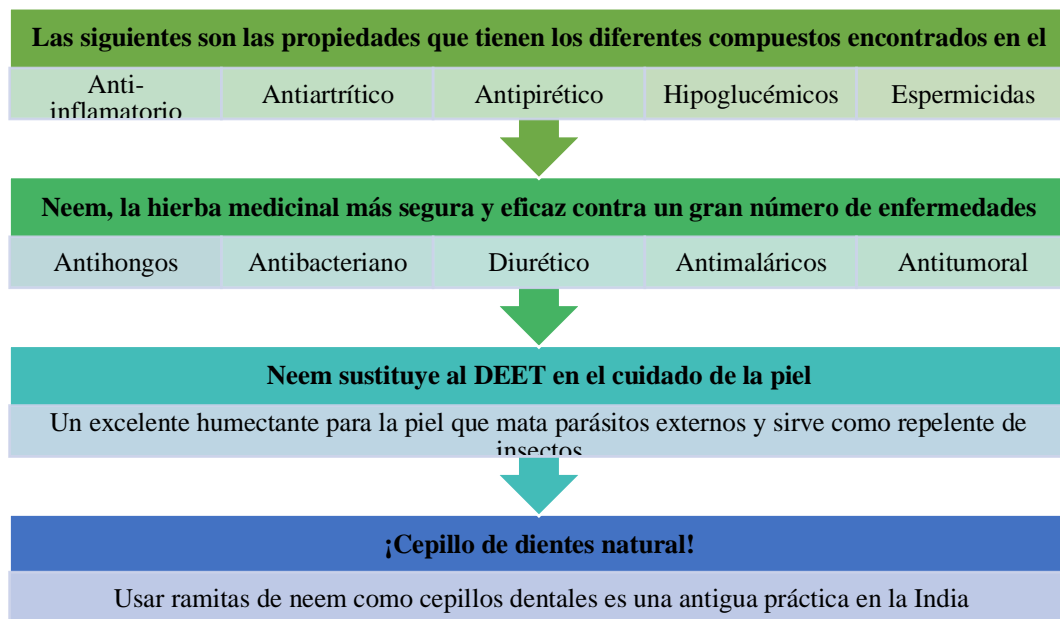 Las siguientes son las propiedades que tienen los diferentes compuestos encontrados en el
Anti-
inflamatorio
Antiartrítico
Antipirético
Hipoglucémicos
Espermicidas
Neem, la hierba medicinal más segura y eficaz contra un gran número de enfermedades
Antihongos
Antibacteriano
Diurético
Antimaláricos
Antitumoral
Neem sustituye al DEET en el cuidado de la piel
Un excelente humectante para la piel que mata parásitos externos y sirve como repelente de
insectos
¡Cepillo de dientes natural!
Usar ramitas de neem como cepillos dentales es una antigua práctica en la India